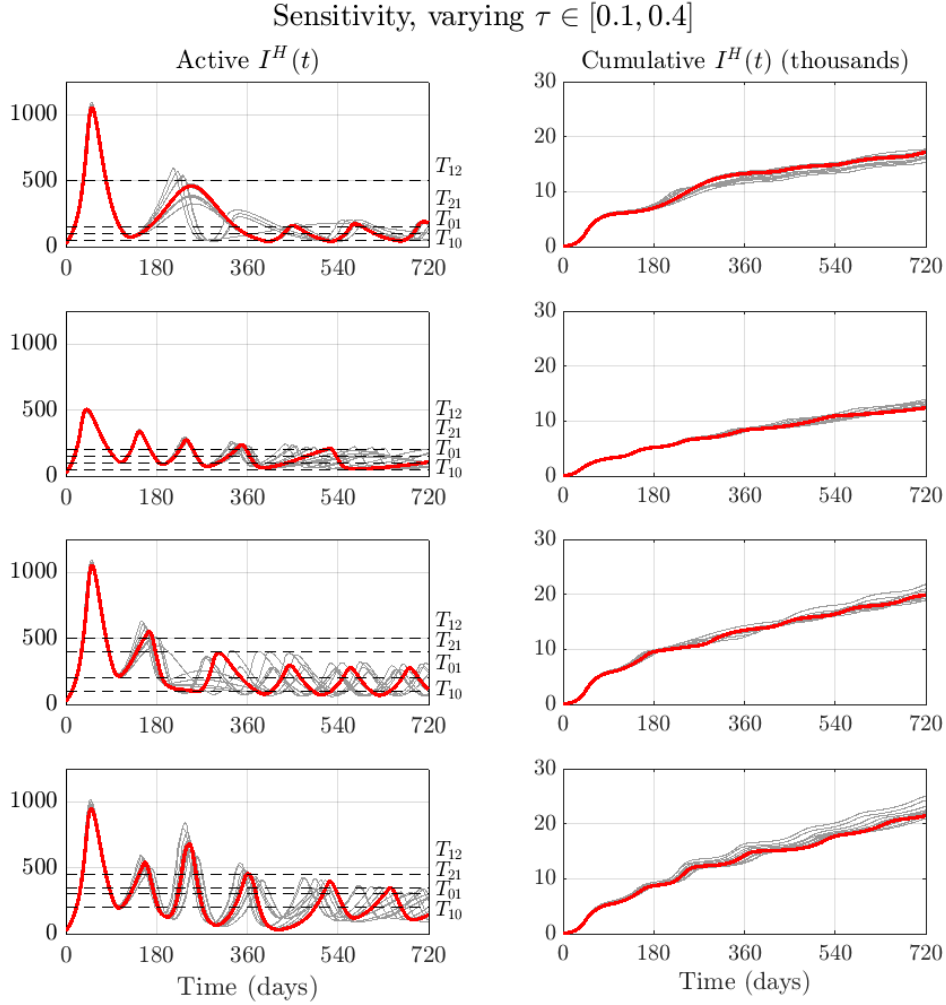 Sensitivity, varying τ ∈ [0.1, 0.4]
Active I^H(t)
Cumulative I^H(t) (thousands)
1000
500
0
T_12
T_21
T_01
T_10
0 180 360 540 720
30
20
10
0
0 180 360 540 720
1000
500
0
T_12
T_21
T_01
T_10
0 180 360 540 720
30
20
10
0
0 180 360 540 720
1000
500
0
T_12
T_21
T_01
T_10
0 180 360 540 720
30
20
10
0
0 180 360 540 720
1000
500
0
T_12
T_21
T_01
T_10
0 180 360 540 720
Time (days)
30
20
10
0
0 180 360 540 720
Time (days)